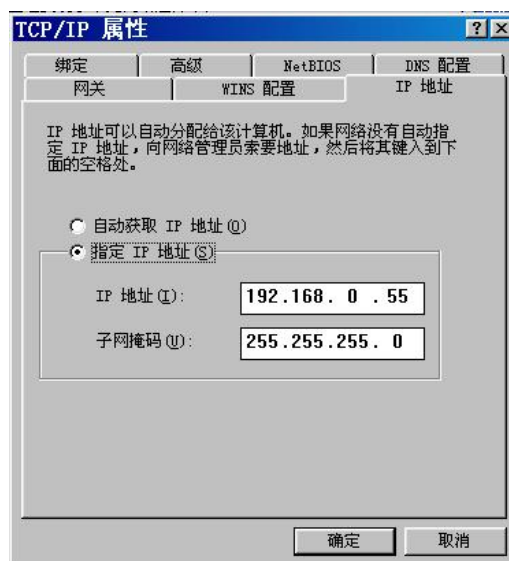 TCP/IP 属性
绑定 高级 NetBIOS DNS 配置
网关 WINS 配置 IP 地址
IP 地址可以自动分配给该计算机。如果网络没有自动指
定 IP 地址,向网络管理员索要地址,然后将其键入到下
面的空格处。
自动获取 IP 地址(O)
指定 IP 地址(S)
IP 地址(I): 192.168. 0 .55
子网掩码(U): 255.255.255. 0
确定 取消